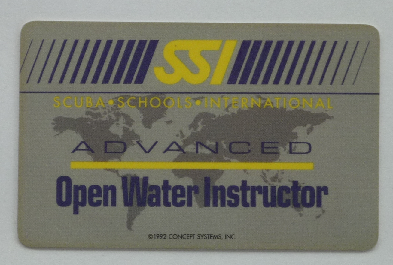 SSI
SCUBA•SCHOOLS•INTERNATIONAL
ADVANCED
Open Water Instructor
©1992 CONCEPT SYSTEMS, INC.